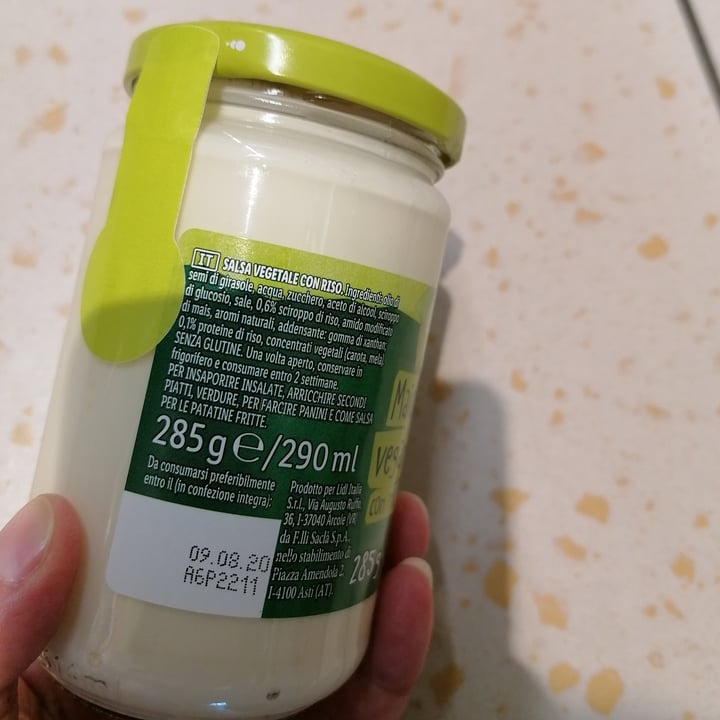 IT SALSA VEGETALE CON RISO. Ingredienti: olio di
semi di girasole, acqua, zucchero, aceto di alcool, sciroppo
di glucosio, sale, 0,6% sciroppo di riso, amido modificato
di mais, aromi naturali, addensante: gomma di xanthan;
0,1% proteine di riso, concentrati vegetali (carota, mela)
SENZA GLUTINE. Una volta aperto, conservare in
frigorifero e consumare entro 2 settimane.
PER INSAPORIRE INSALATE, ARRICCHIRE SECONDI
PIATTI, VERDURE, PER FARCIRE PANINI E COME SALSA
PER LE PATATINE FRITTE.
285 g e/290 ml
Da consumarsi preferibilmente
entro il (in confezione integra):
09.08.20
A6P2211
Prodotto per Lidl Italia
S.r.l., Via Augusto Ruffo,
36, I-37040 Arcole (VR)
da F.lli Saclà S.p.A.,
nello stabilimento di
Piazza Amendola 2,
I-4100 Asti (AT).
Ma
veg
con
285g